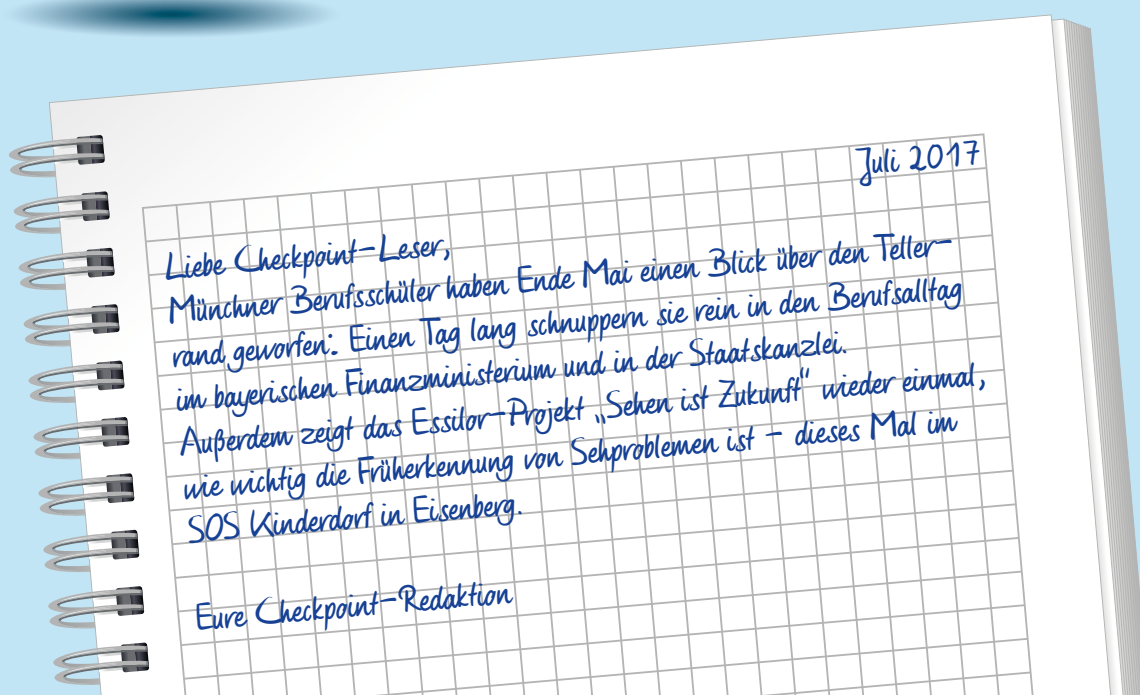 Juli 2017
Liebe Checkpoint-Leser,
Münchner Berufsschüler haben Ende Mai einen Blick über den Teller-
rand geworfen: Einen Tag lang schnuppern sie rein in den Berufsalltag
im bayerischen Finanzministerium und in der Staatskanzlei.
Außerdem zeigt das Essilor-Projekt „Sehen ist Zukunft“ wieder einmal,
wie wichtig die Früherkennung von Sehproblemen ist – dieses Mal im
SOS Kinderdorf in Eisenberg.
Eure Checkpoint-Redaktion